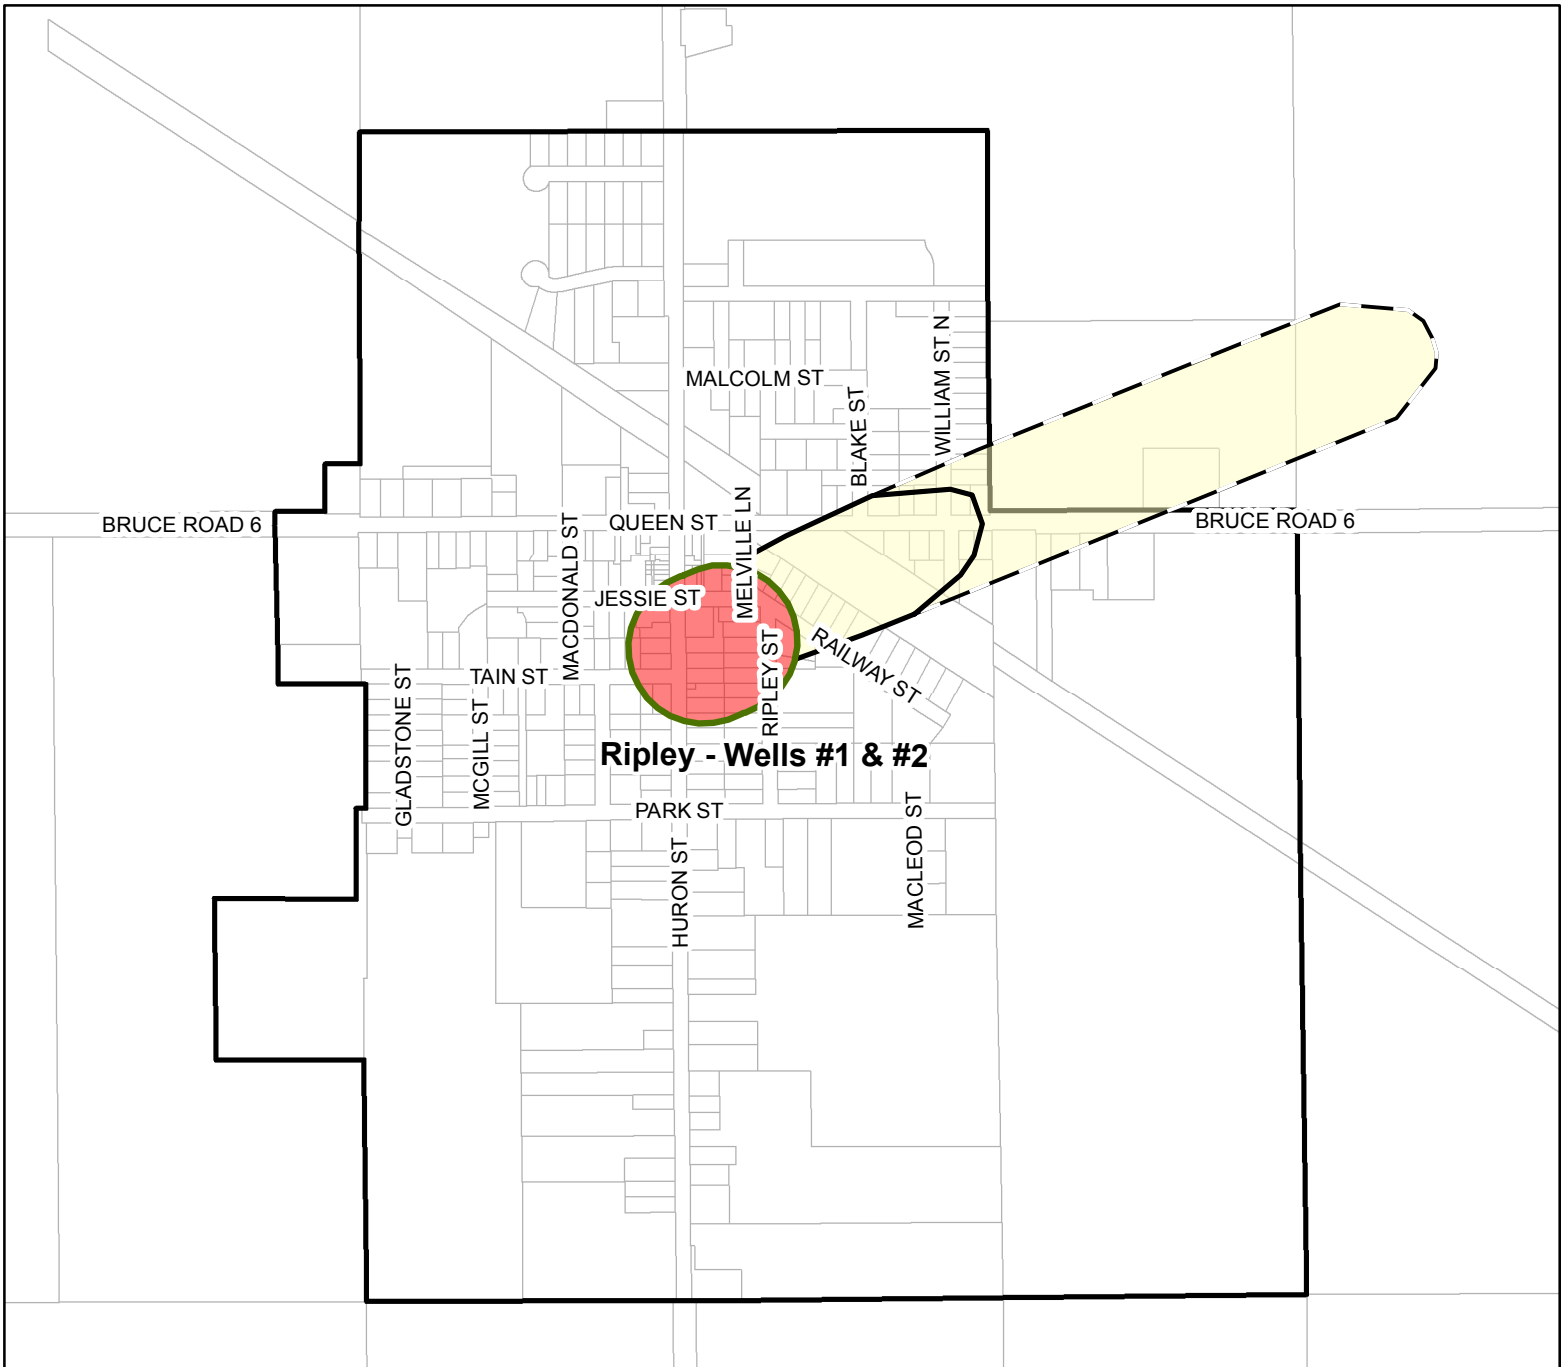 MALCOLM ST
WILLIAM ST N
BLAKE ST
BRUCE ROAD 6
QUEEN ST
MELVILLE LN
BRUCE ROAD 6
MACDONALD ST
JESSIE ST
RIPLEY ST
RAILWAY ST
TAIN ST
GLADSTONE ST
MCGILL ST
Ripley - Wells #1 & #2
PARK ST
MACLEOD ST
HURON ST